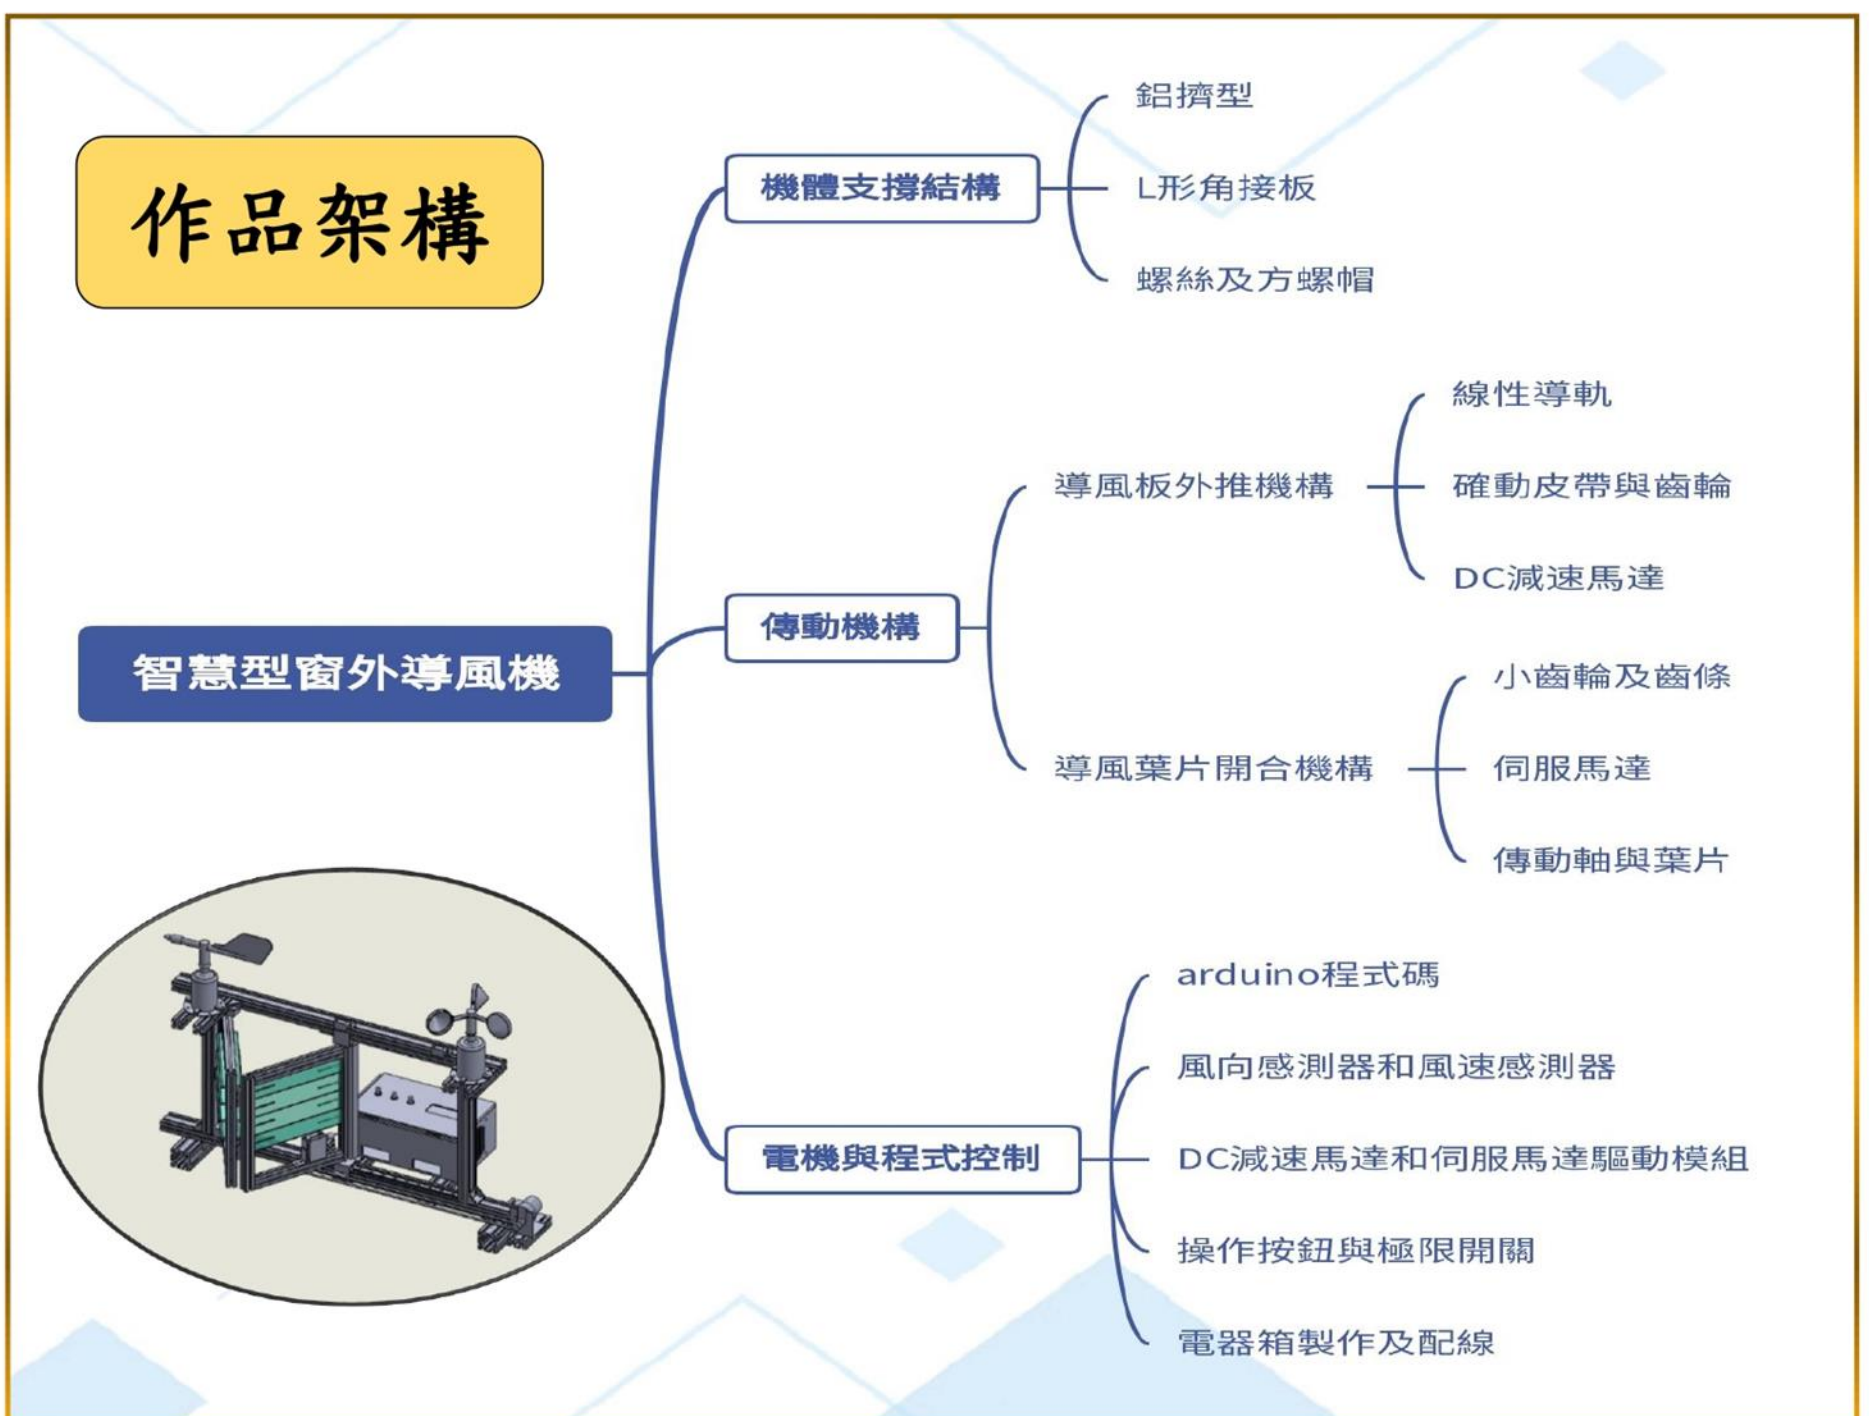 作品架構
智慧型窗外導風機
機體支撐結構
鋁擠型
L形角接板
螺絲及方螺帽
傳動機構
導風板外推機構
線性導軌
確動皮帶與齒輪
DC減速馬達
導風葉片開合機構
小齒輪及齒條
伺服馬達
傳動軸與葉片
電機與程式控制
arduino程式碼
風向感測器和風速感測器
DC減速馬達和伺服馬達驅動模組
操作按鈕與極限開關
電器箱製作及配線